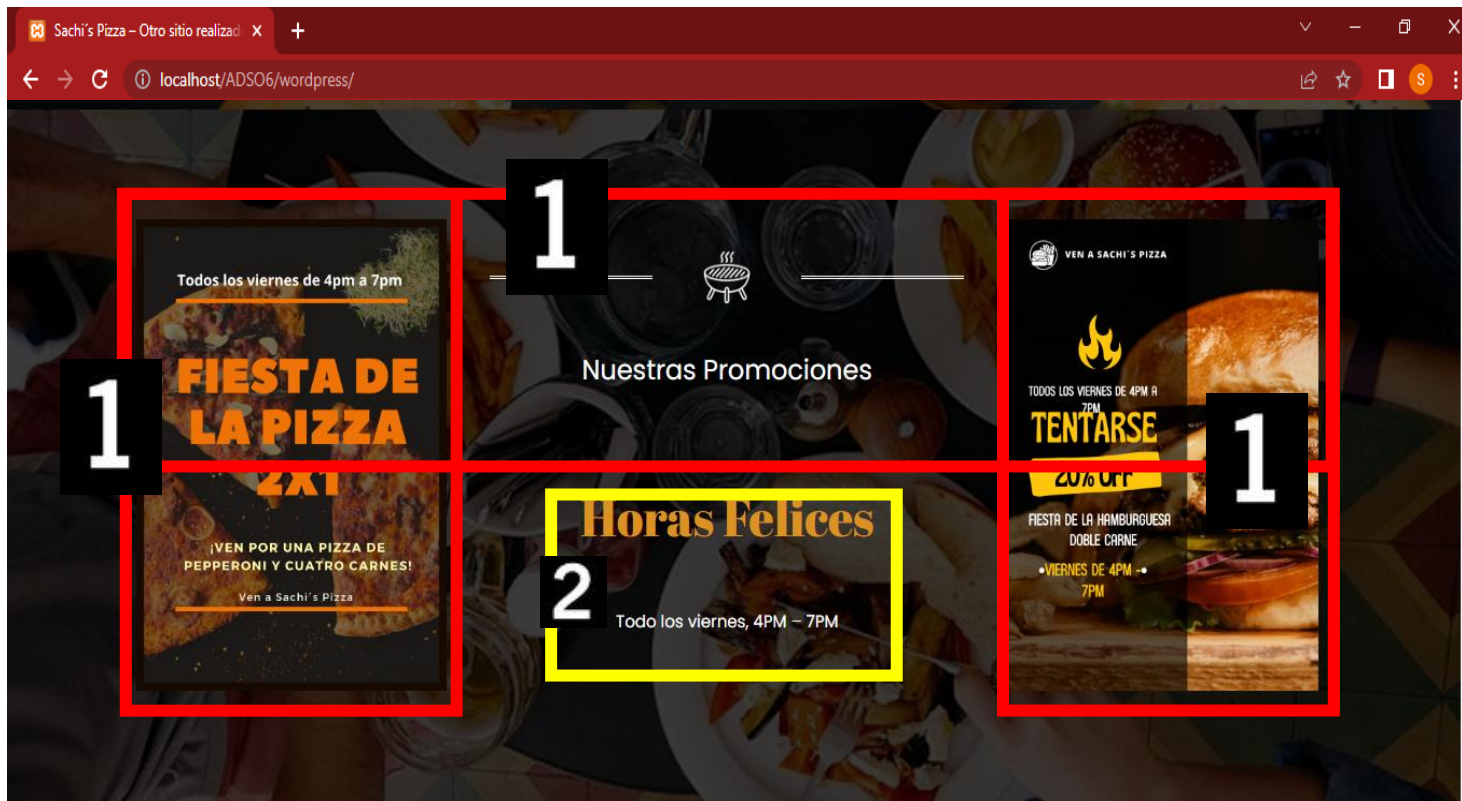 Sachi´s Pizza – Otro sitio realizad
localhost/ADSO6/wordpress/
S
1
1
1
Todos los viernes de 4pm a 7pm
FIESTA DE
LA PIZZA
2X1
¡VEN POR UNA PIZZA DE
PEPPERONI Y CUATRO CARNES!
Ven a Sachi´s Pizza
Nuestras Promociones
Horas Felices
2
Todo los viernes, 4PM – 7PM
VEN A SACHI´S PIZZA
TODOS LOS VIERNES DE 4PM A
7PM
TENTARSE
20% OFF
FIESTA DE LA HAMBURGUESA
DOBLE CARNE
•VIERNES DE 4PM -•
7PM